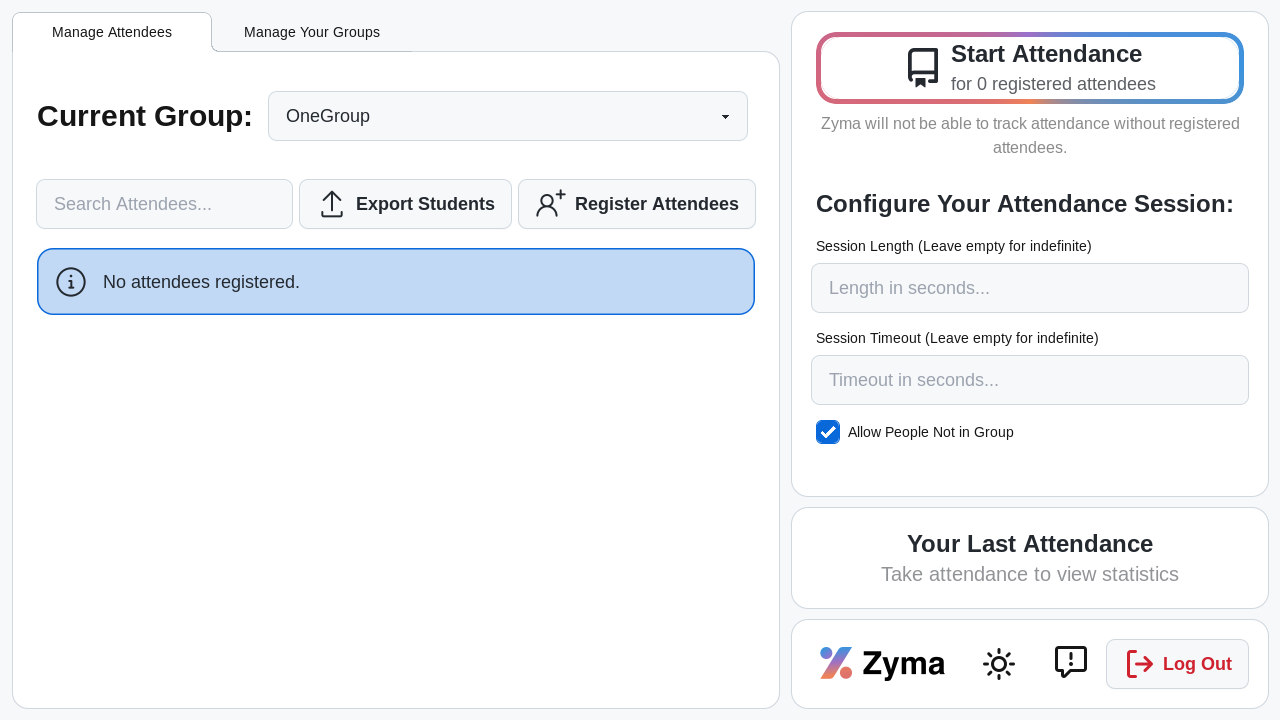 Manage Attendees
Manage Your Groups
Current Group:
OneGroup
Search Attendees...
Export Students
Register Attendees
No attendees registered.
Start Attendance
for 0 registered attendees
Zyma will not be able to track attendance without registered
attendees.
Configure Your Attendance Session:
Session Length (Leave empty for indefinite)
Length in seconds...
Session Timeout (Leave empty for indefinite)
Timeout in seconds...
Allow People Not in Group
Your Last Attendance
Take attendance to view statistics
Zyma
Log Out